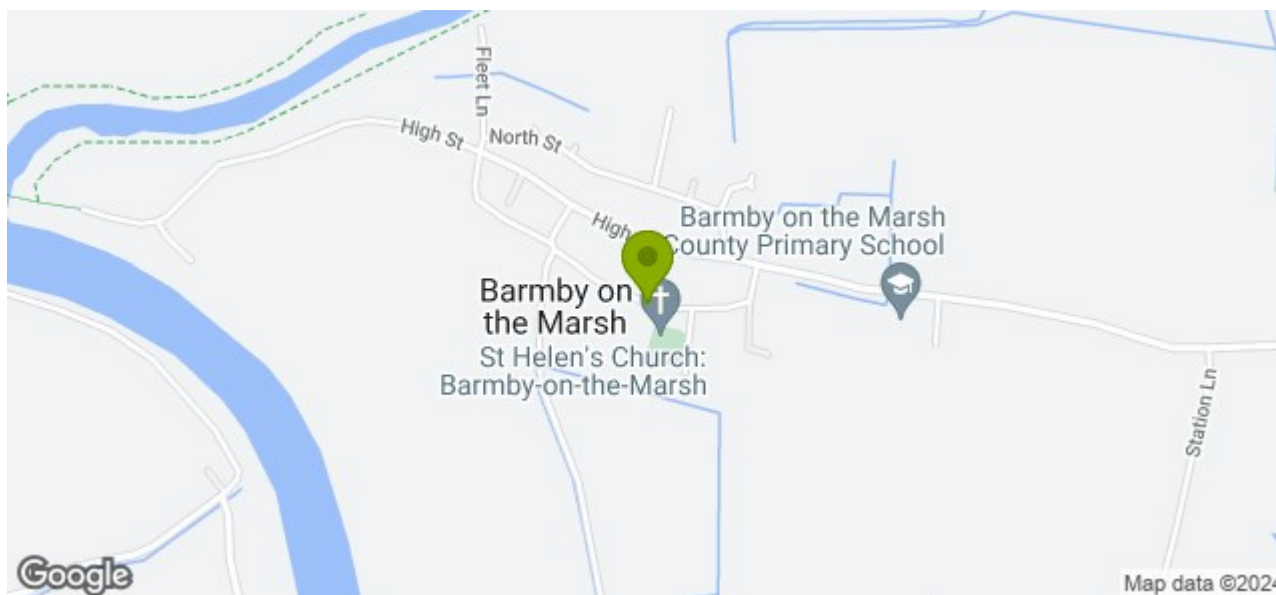 Fleet Ln
High St
North St
High
Barmby on the Marsh
County Primary School
Barmby on
the Marsh
St Helen's Church:
Barmby-on-the-Marsh
Station Ln
Google
Map data ©2024